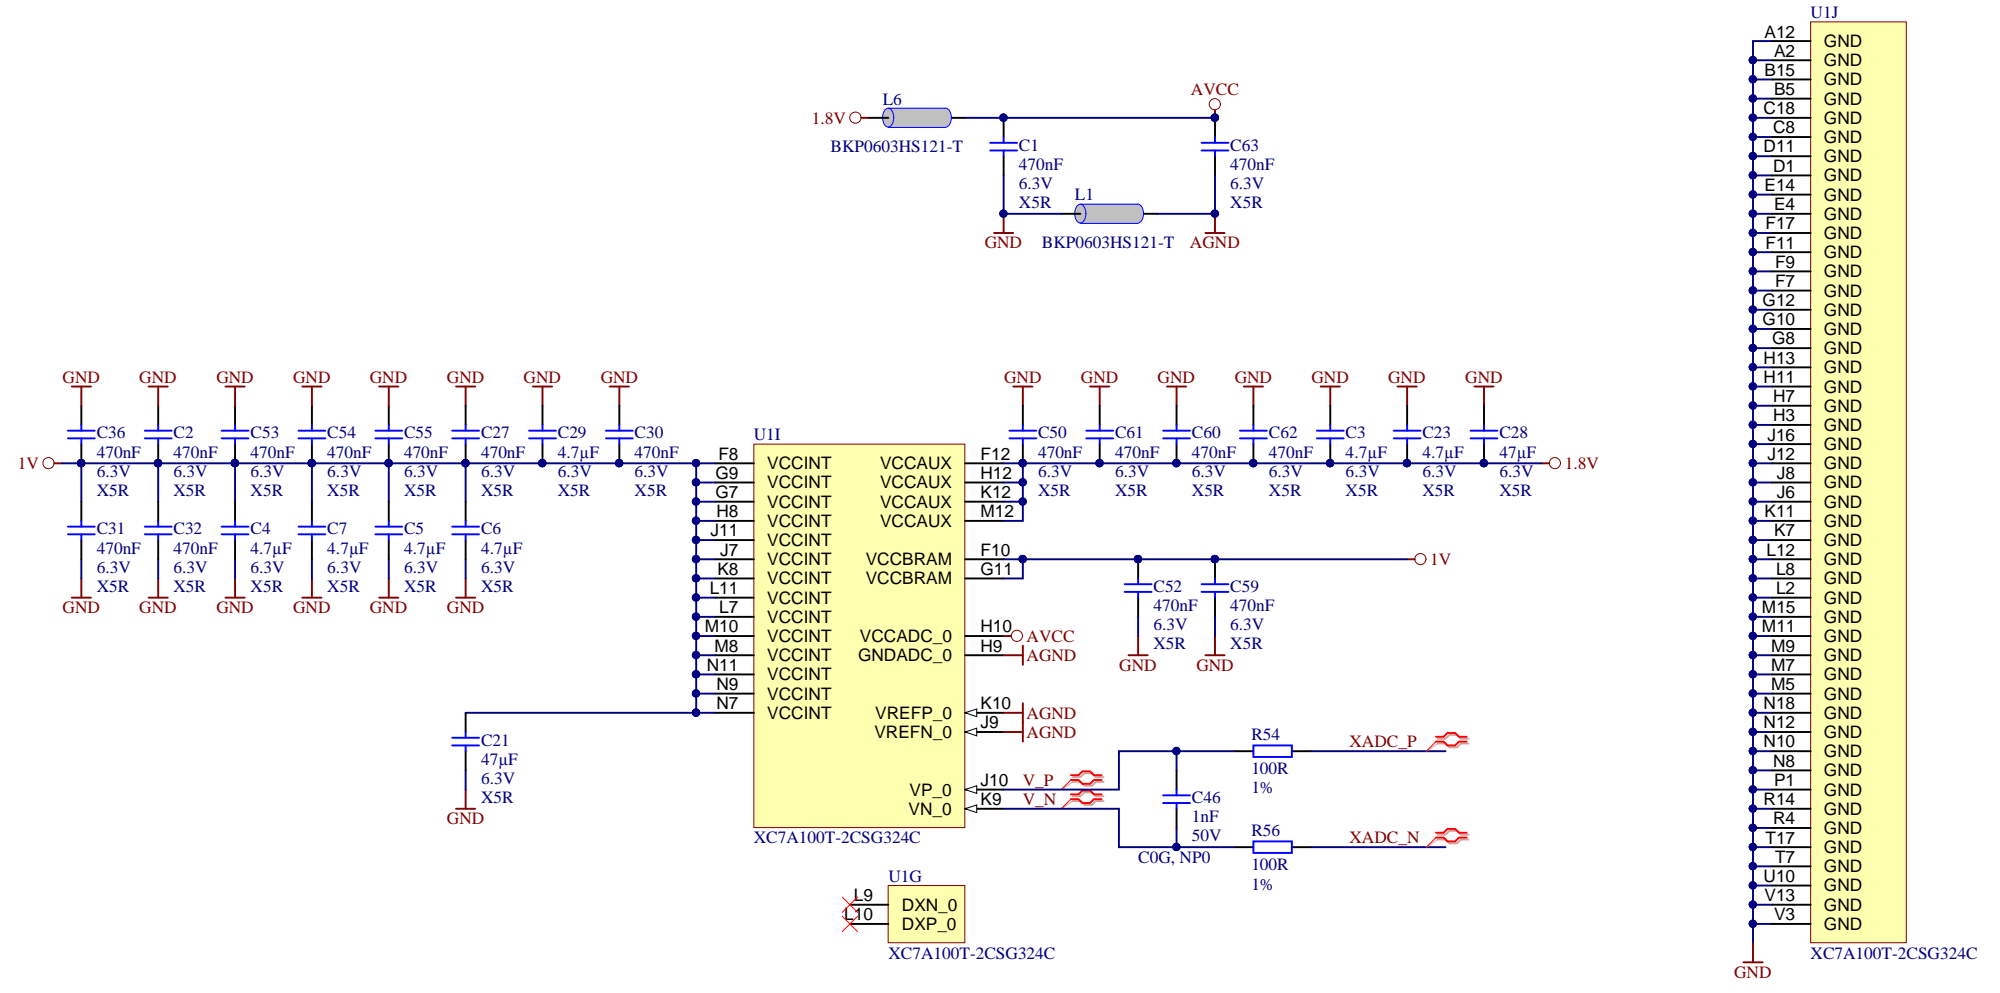 U1J
A12 GND
A2 GND
B15 GND
B5 GND
C18 GND
C8 GND
D11 GND
D1 GND
E14 GND
E4 GND
F17 GND
F11 GND
F9 GND
F7 GND
G12 GND
G10 GND
G8 GND
H13 GND
H11 GND
H7 GND
H3 GND
J16 GND
J12 GND
J8 GND
J6 GND
K11 GND
K7 GND
L12 GND
L8 GND
L2 GND
M15 GND
M11 GND
M9 GND
M7 GND
M5 GND
N18 GND
N12 GND
N10 GND
N8 GND
P1 GND
R14 GND
R4 GND
T17 GND
T7 GND
U10 GND
V13 GND
V3 GND
XC7A100T-2CSG324C
GND
AVCC
L6
1.8V
BKP0603HS121-T
C1
470nF
6.3V
X5R
C63
470nF
6.3V
X5R
L1
BKP0603HS121-T
GND
AGND
GND GND GND GND GND GND GND GND
1V
C36
470nF
6.3V
X5R
C2
470nF
6.3V
X5R
C53
470nF
6.3V
X5R
C54
470nF
6.3V
X5R
C55
470nF
6.3V
X5R
C27
470nF
6.3V
X5R
C29
4.7µF
6.3V
X5R
C30
470nF
6.3V
X5R
C31
470nF
6.3V
X5R
C32
470nF
6.3V
X5R
C4
4.7µF
6.3V
X5R
C7
4.7µF
6.3V
X5R
C5
4.7µF
6.3V
X5R
C6
4.7µF
6.3V
X5R
GND GND GND GND GND GND
C21
47µF
6.3V
X5R
GND
U1I
F8 VCCINT
G9 VCCINT
G7 VCCINT
H8 VCCINT
J11 VCCINT
J7 VCCINT
K8 VCCINT
L11 VCCINT
L7 VCCINT
M10 VCCINT
M8 VCCINT
N11 VCCINT
N9 VCCINT
N7 VCCINT
VCCAUX F12
VCCAUX H12
VCCAUX K12
VCCAUX M12
VCCBRAM F10
VCCBRAM G11
VCCADC_0 H10 AVCC
GNDADC_0 H9 AGND
VREFP_0 K10 AGND
VREFN_0 J9 AGND
VP_0 J10 V_P
VN_0 K9 V_N
XC7A100T-2CSG324C
GND GND GND GND GND GND GND
C50
470nF
6.3V
X5R
C61
470nF
6.3V
X5R
C60
470nF
6.3V
X5R
C62
470nF
6.3V
X5R
C3
4.7µF
6.3V
X5R
C23
4.7µF
6.3V
X5R
C28
47µF
6.3V
X5R
1.8V
1V
C52
470nF
6.3V
X5R
GND
C59
470nF
6.3V
X5R
GND
R54
100R
1%
XADC_P
C46
1nF
50V
C0G, NP0
R56
100R
1%
XADC_N
U1G
L9 DXN_0
L10 DXP_0
XC7A100T-2CSG324C